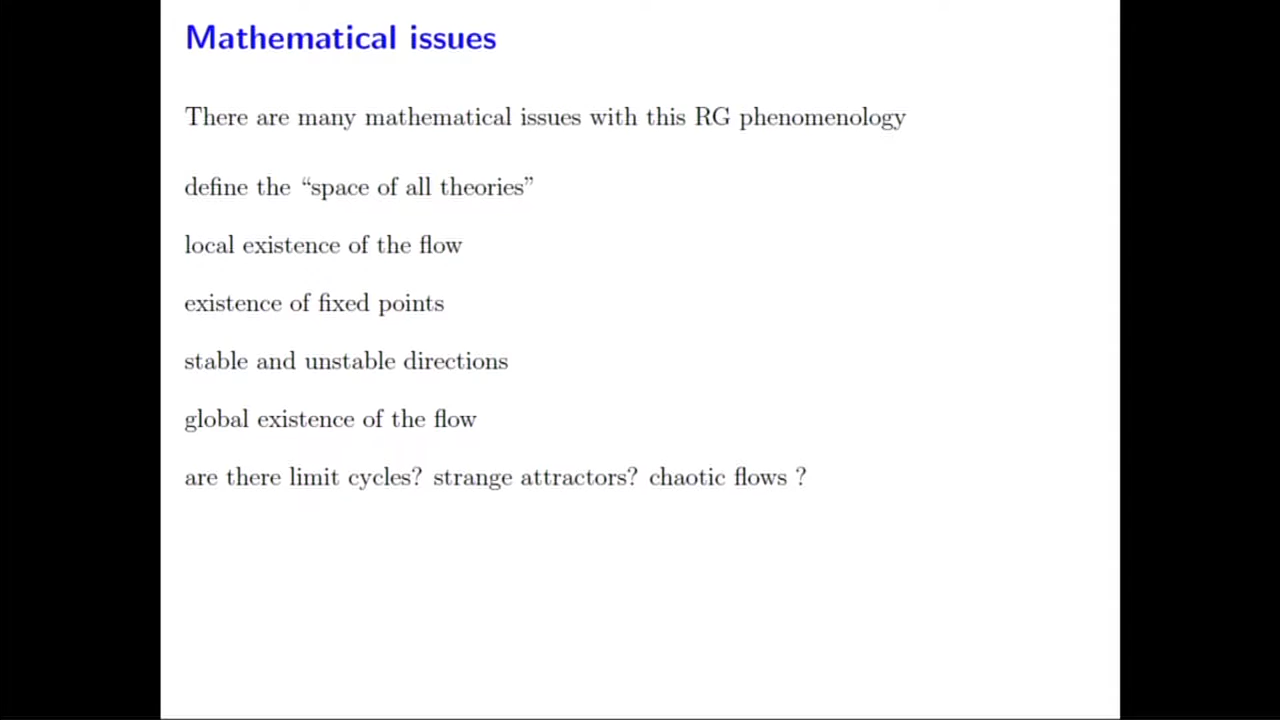 Mathematical issues
There are many mathematical issues with this RG phenomenology
define the “space of all theories”
local existence of the flow
existence of fixed points
stable and unstable directions
global existence of the flow
are there limit cycles? strange attractors? chaotic flows ?